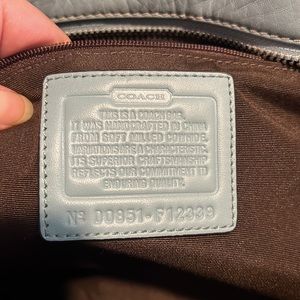 COACH
THIS IS A COACH BAG.
IT WAS HANDCRAFTED IN CHINA
FROM SOFT MILLED COWHIDE.
VARIATIONS ARE A CHARACTERISTIC.
ITS SUPERIOR CRAFTSMANSHIP
REFLECTS OUR COMMITMENT TO
ENDURING QUALITY.
Nº D0951-F12339